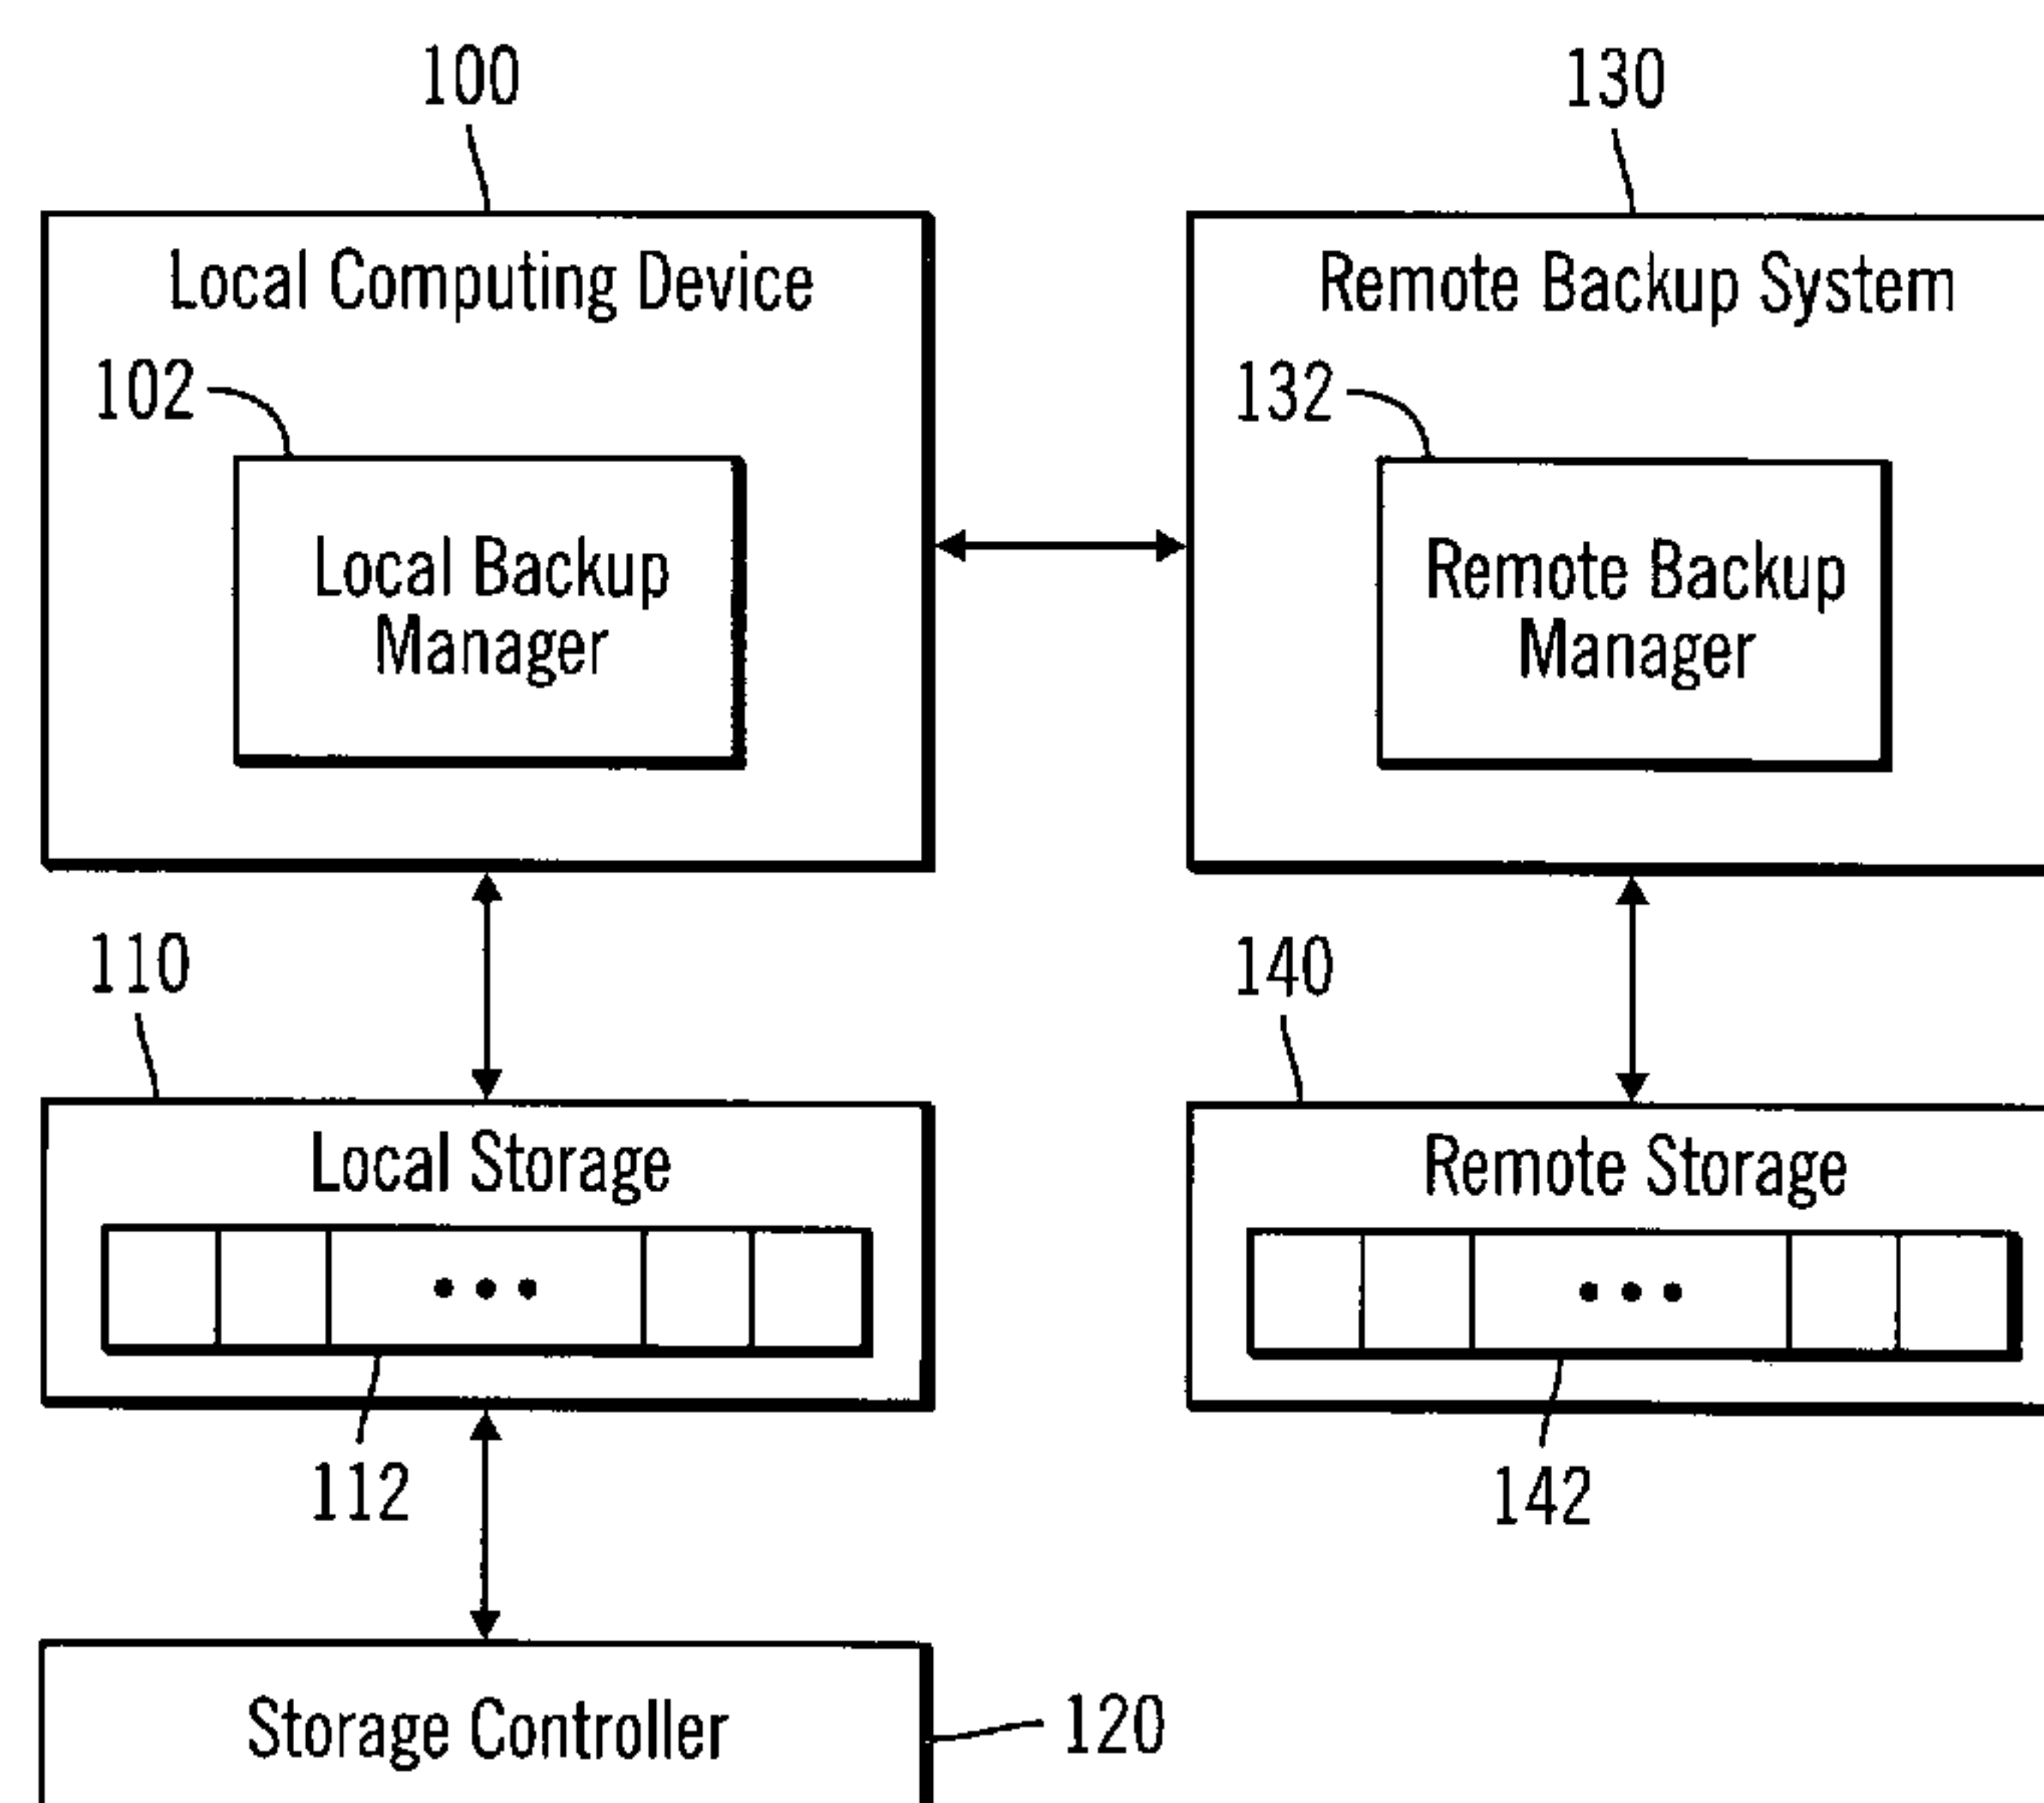 100
130
Local Computing Device
Remote Backup System
102
132
Local Backup
Manager
Remote Backup
Manager
110
140
Local Storage
Remote Storage
112
142
Storage Controller
120